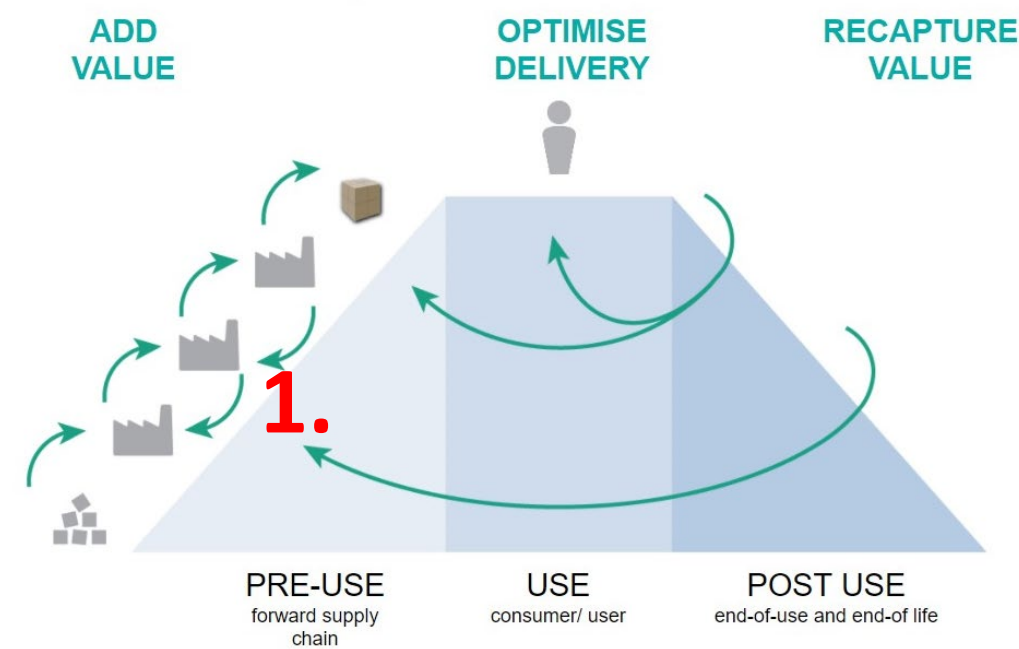 ADD
VALUE
OPTIMISE
DELIVERY
RECAPTURE
VALUE
1.
PRE-USE
forward supply
chain
USE
consumer/ user
POST USE
end-of-use and end-of life